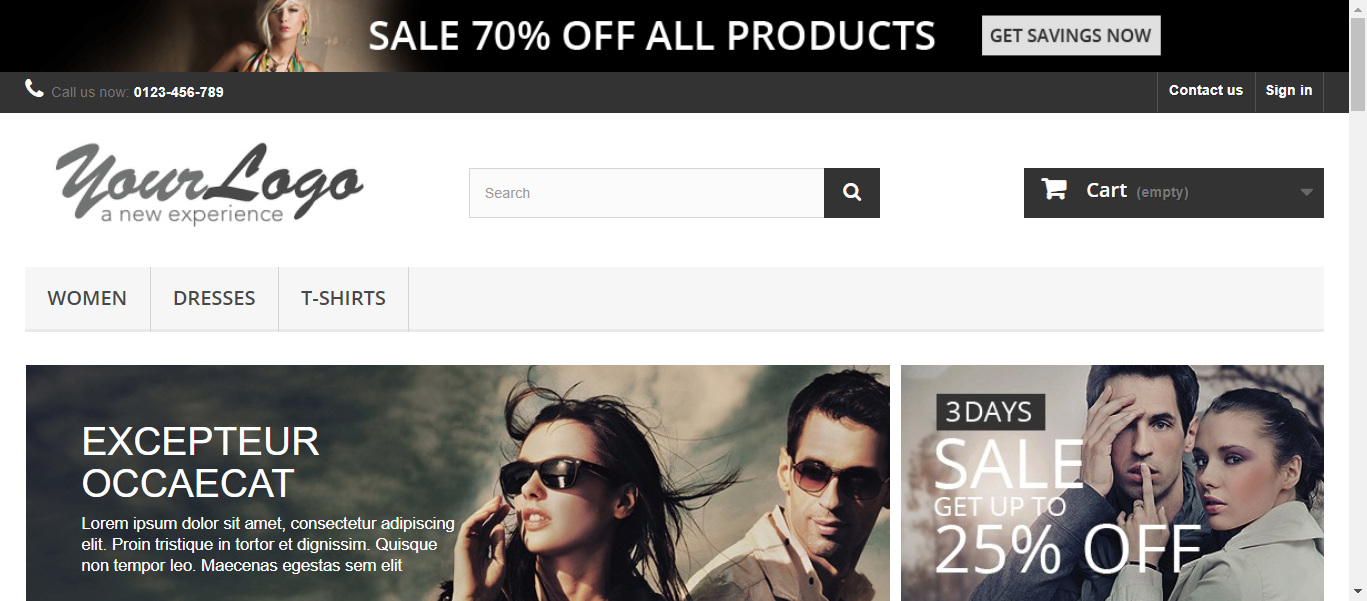 SALE 70% OFF ALL PRODUCTS
GET SAVINGS NOW
Call us now: 0123-456-789
Contact us
Sign in
YourLogo
a new experience
Search
Cart (empty)
WOMEN
DRESSES
T-SHIRTS
EXCEPTEUR
OCCAECAT
Lorem ipsum dolor sit amet, consectetur adipiscing
elit. Proin tristique in tortor et dignissim. Quisque
non tempor leo. Maecenas egestas sem elit
3 DAYS
SALE
GET UP TO
25% OFF